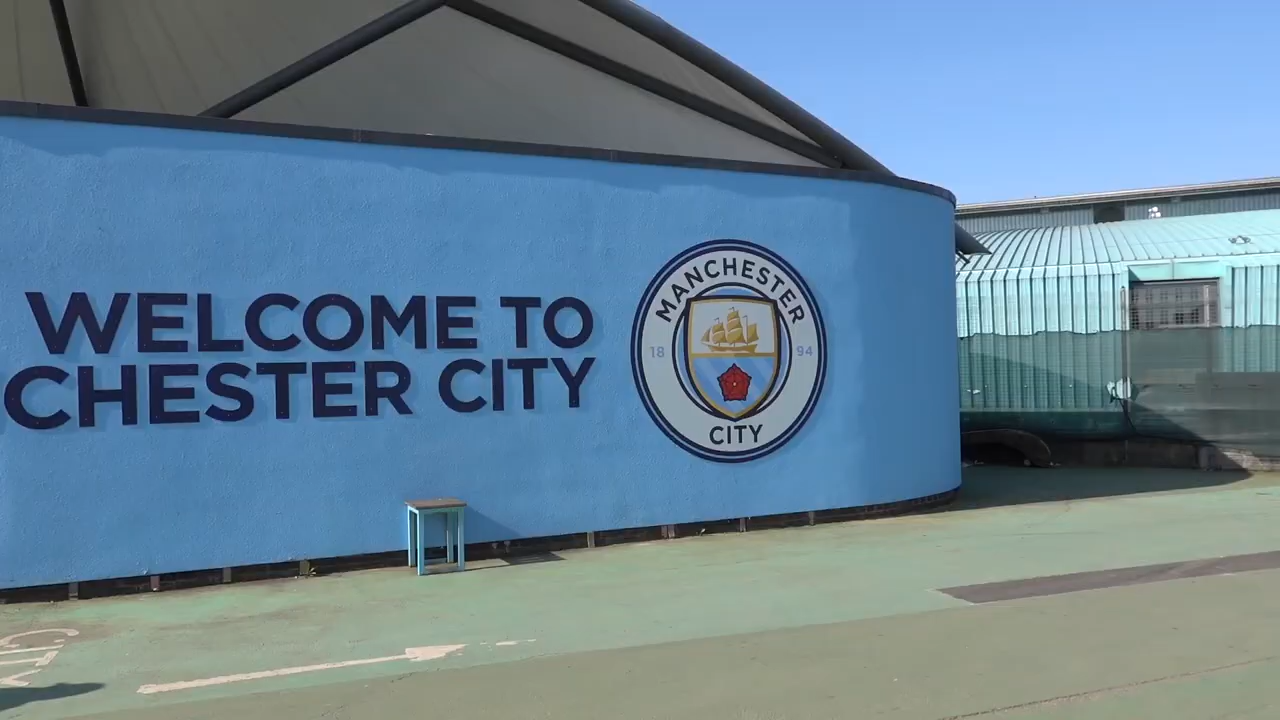 WELCOME TO
CHESTER CITY
MANCHESTER
18 94
CITY